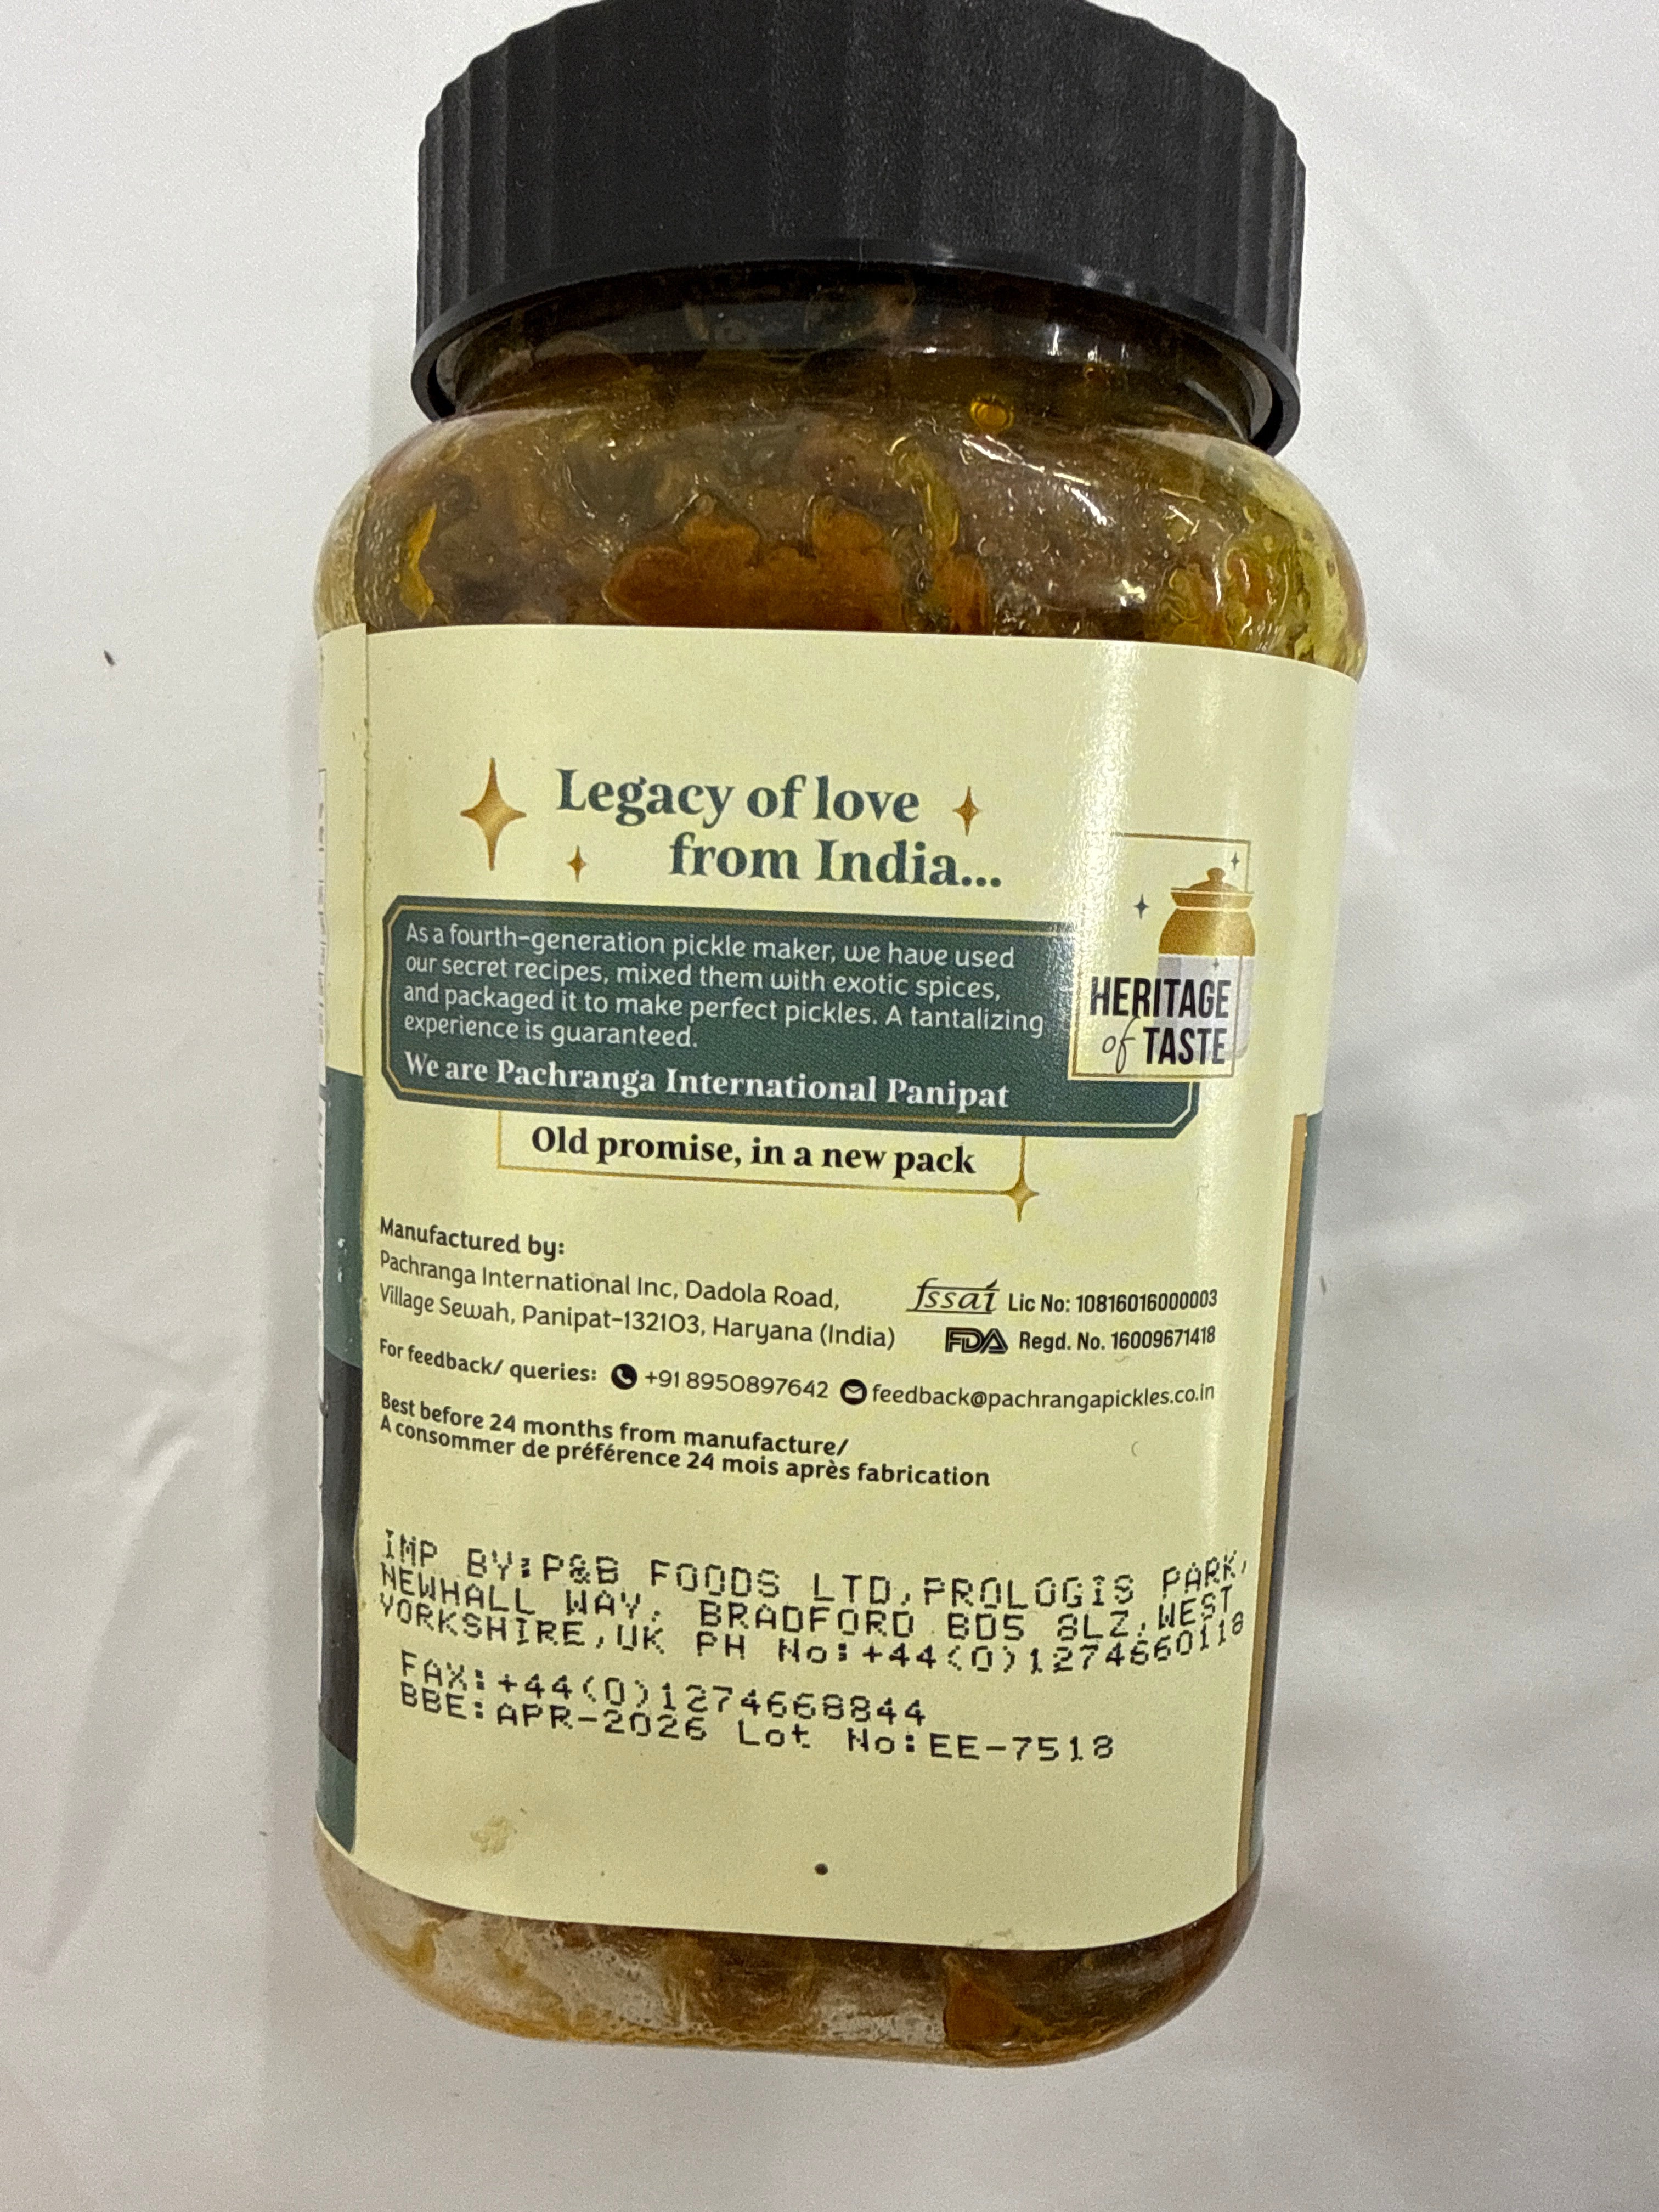 Legacy of love
from India...
As a fourth-generation pickle maker, we have used
our secret recipes, mixed them with exotic spices,
and packaged it to make perfect pickles. A tantalizing
experience is guaranteed.
We are Pachranga International Panipat
HERITAGE
of TASTE
Old promise, in a new pack
Manufactured by:
Pachranga International Inc, Dadola Road,
Village Sewah, Panipat-132103, Haryana (India)
fssai Lic No: 10816016000003
FDA Regd. No. 16009671418
For feedback/ queries: +91 8950897642 feedback@pachrangapickles.co.in
Best before 24 months from manufacture/
A consommer de préférence 24 mois après fabrication
IMP BY:P&B FOODS LTD,PROLOGIS PARK,
NEWHALL WAY, BRADFORD BD5 8LZ,WEST
YORKSHIRE,UK PH No:+44(0)1274660118
FAX:+44(0)1274668844
BBE:APR-2026 Lot No:EE-7518